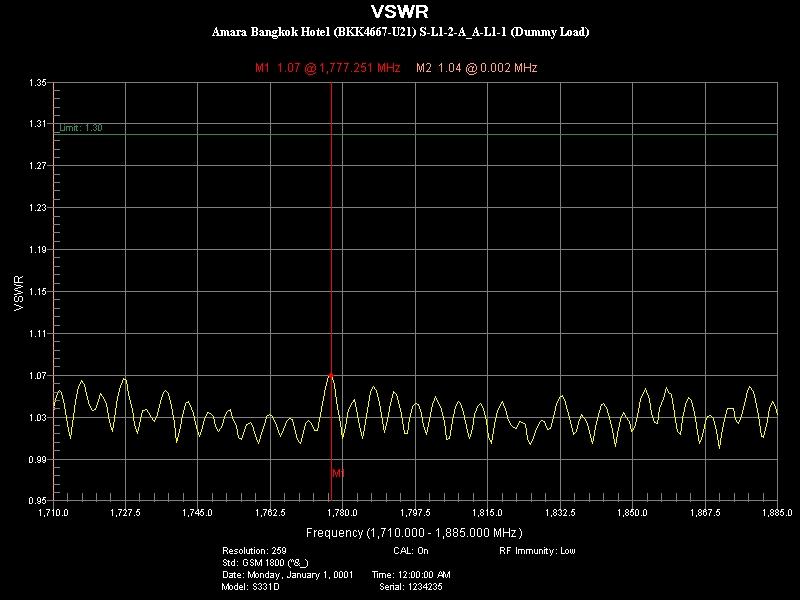 VSWR
Amara Bangkok Hotel (BKK4667-U21) S-L1-2-A_A-L1-1 (Dummy Load)
M1 1.07 @ 1,777.251 MHz M2 1.04 @ 0.002 MHz
1.35
1.31
Limit: 1.30
1.27
1.23
1.19
1.15
VSWR
1.11
1.07
1.03
M1
0.99
0.95
1,710.0 1,727.5 1,745.0 1,762.5 1,780.0 1,797.5 1,815.0 1,832.5 1,850.0 1,867.5 1,885.0
Frequency (1,710.000 - 1,885.000 MHz )
Resolution: 259 CAL: On RF Immunity: Low
Std: GSM 1800 (^&_)
Date: Monday, January 1, 0001 Time: 12:00:00 AM
Model: S331D Serial: 1234235